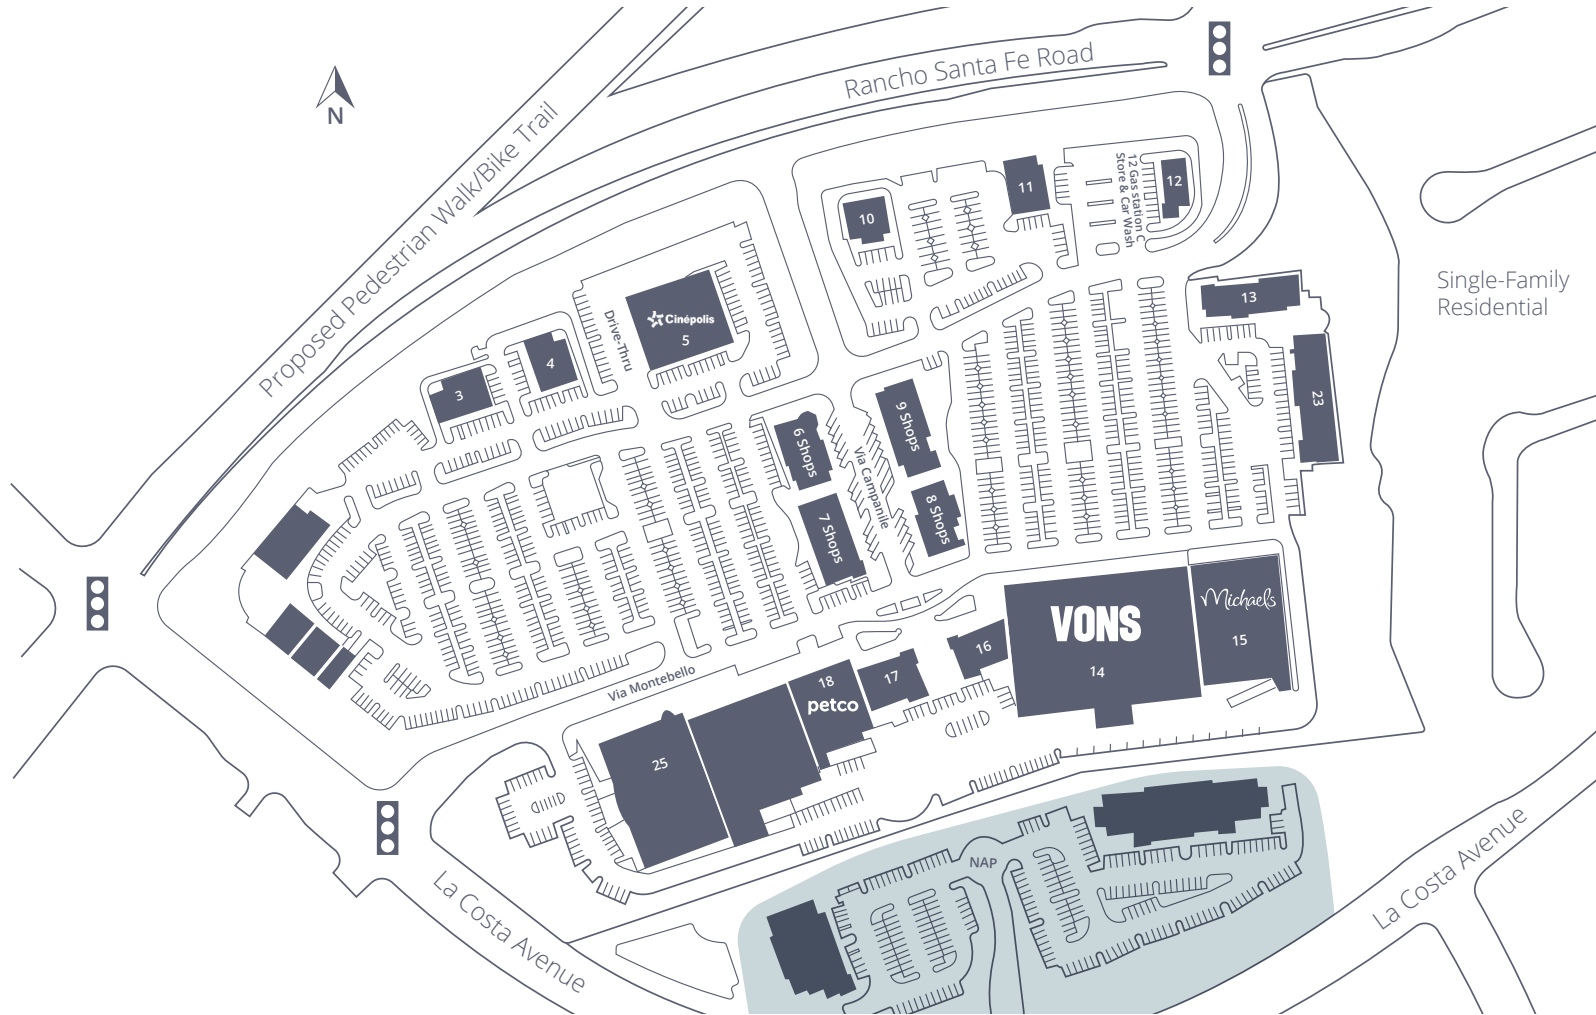 Rancho Santa Fe Road
N
Proposed Pedestrian Walk/Bike Trail
12 Gas station C
Store & Car Wash
12
11
10
Single-Family
Residential
13
Drive-Thru
Cinépolis
5
4
3
23
9 Shops
6 Shops
Via Campanile
8 Shops
7 Shops
VONS
14
Michaels
15
16
17
18
petco
Via Montebello
25
NAP
La Costa Avenue
La Costa Avenue